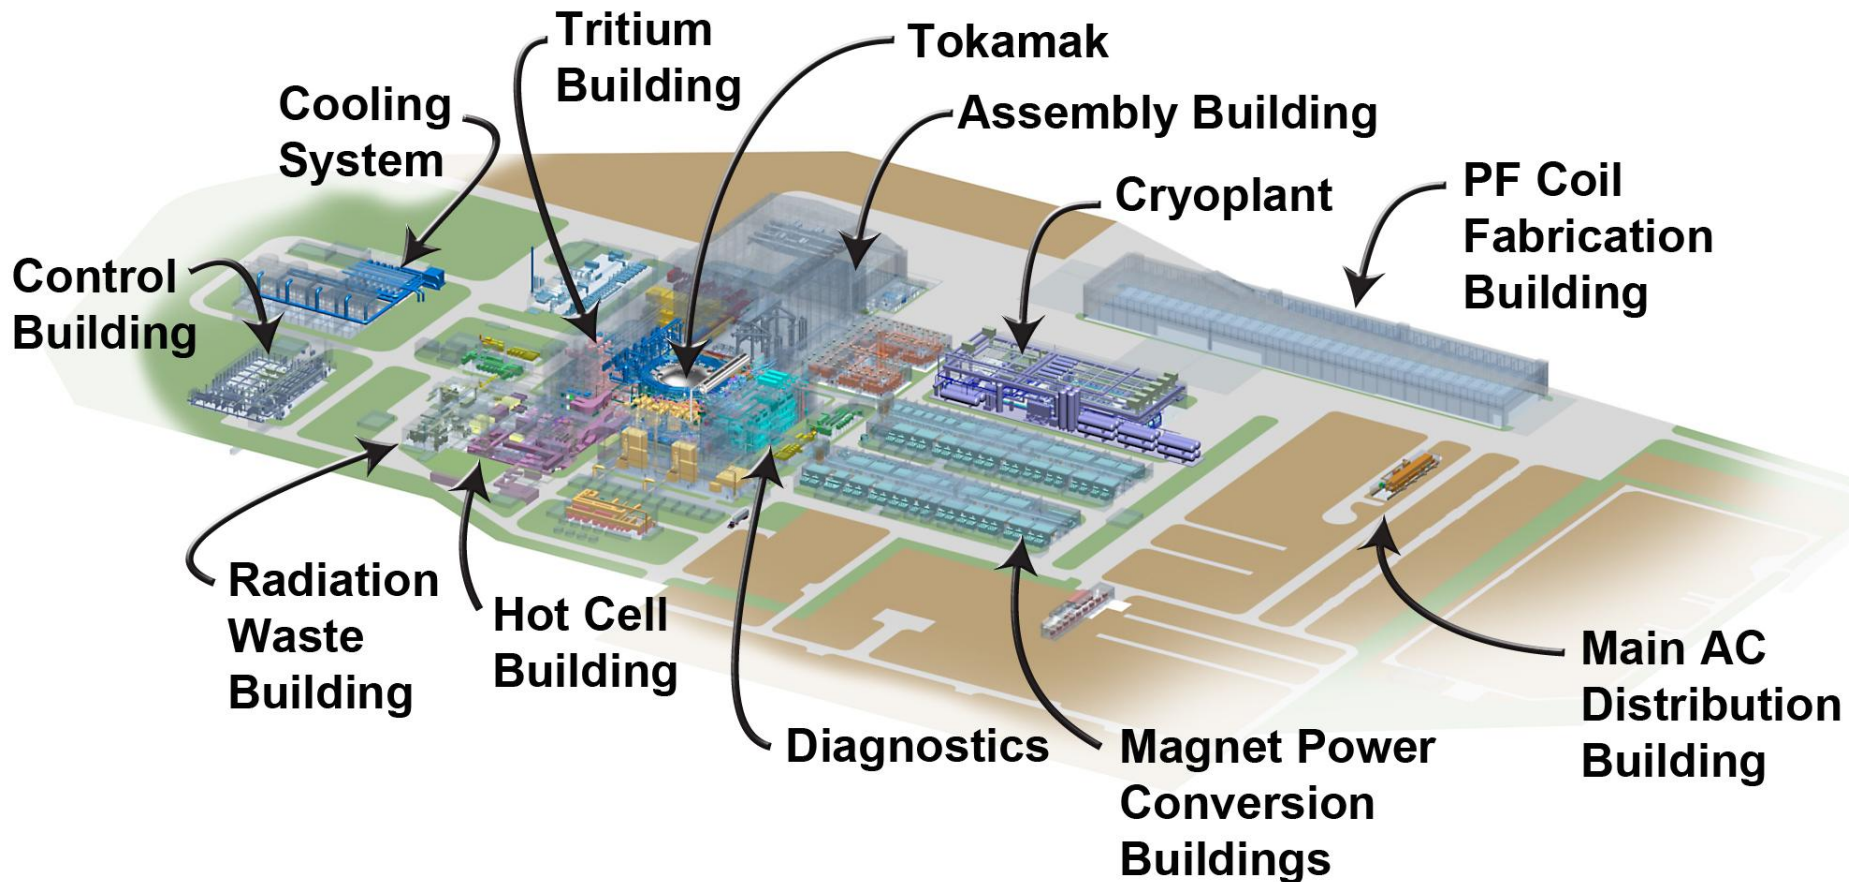 Tritium
Building
Tokamak
Cooling
System
Assembly Building
Cryoplant
PF Coil
Fabrication
Building
Control
Building
Radiation
Waste
Building
Hot Cell
Building
Diagnostics
Magnet Power
Conversion
Buildings
Main AC
Distribution
Building